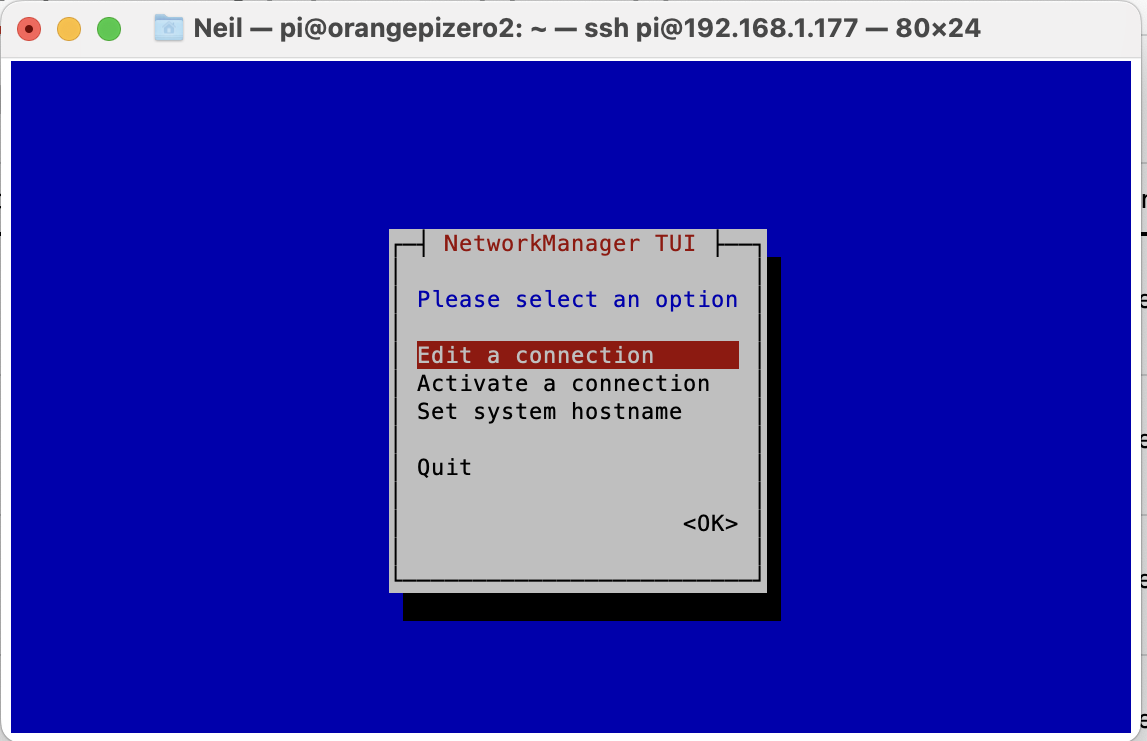 Neil — pi@orangepizero2: ~ — ssh pi@192.168.1.177 — 80×24
NetworkManager TUI
Please select an option
Edit a connection
Activate a connection
Set system hostname
Quit
<OK>